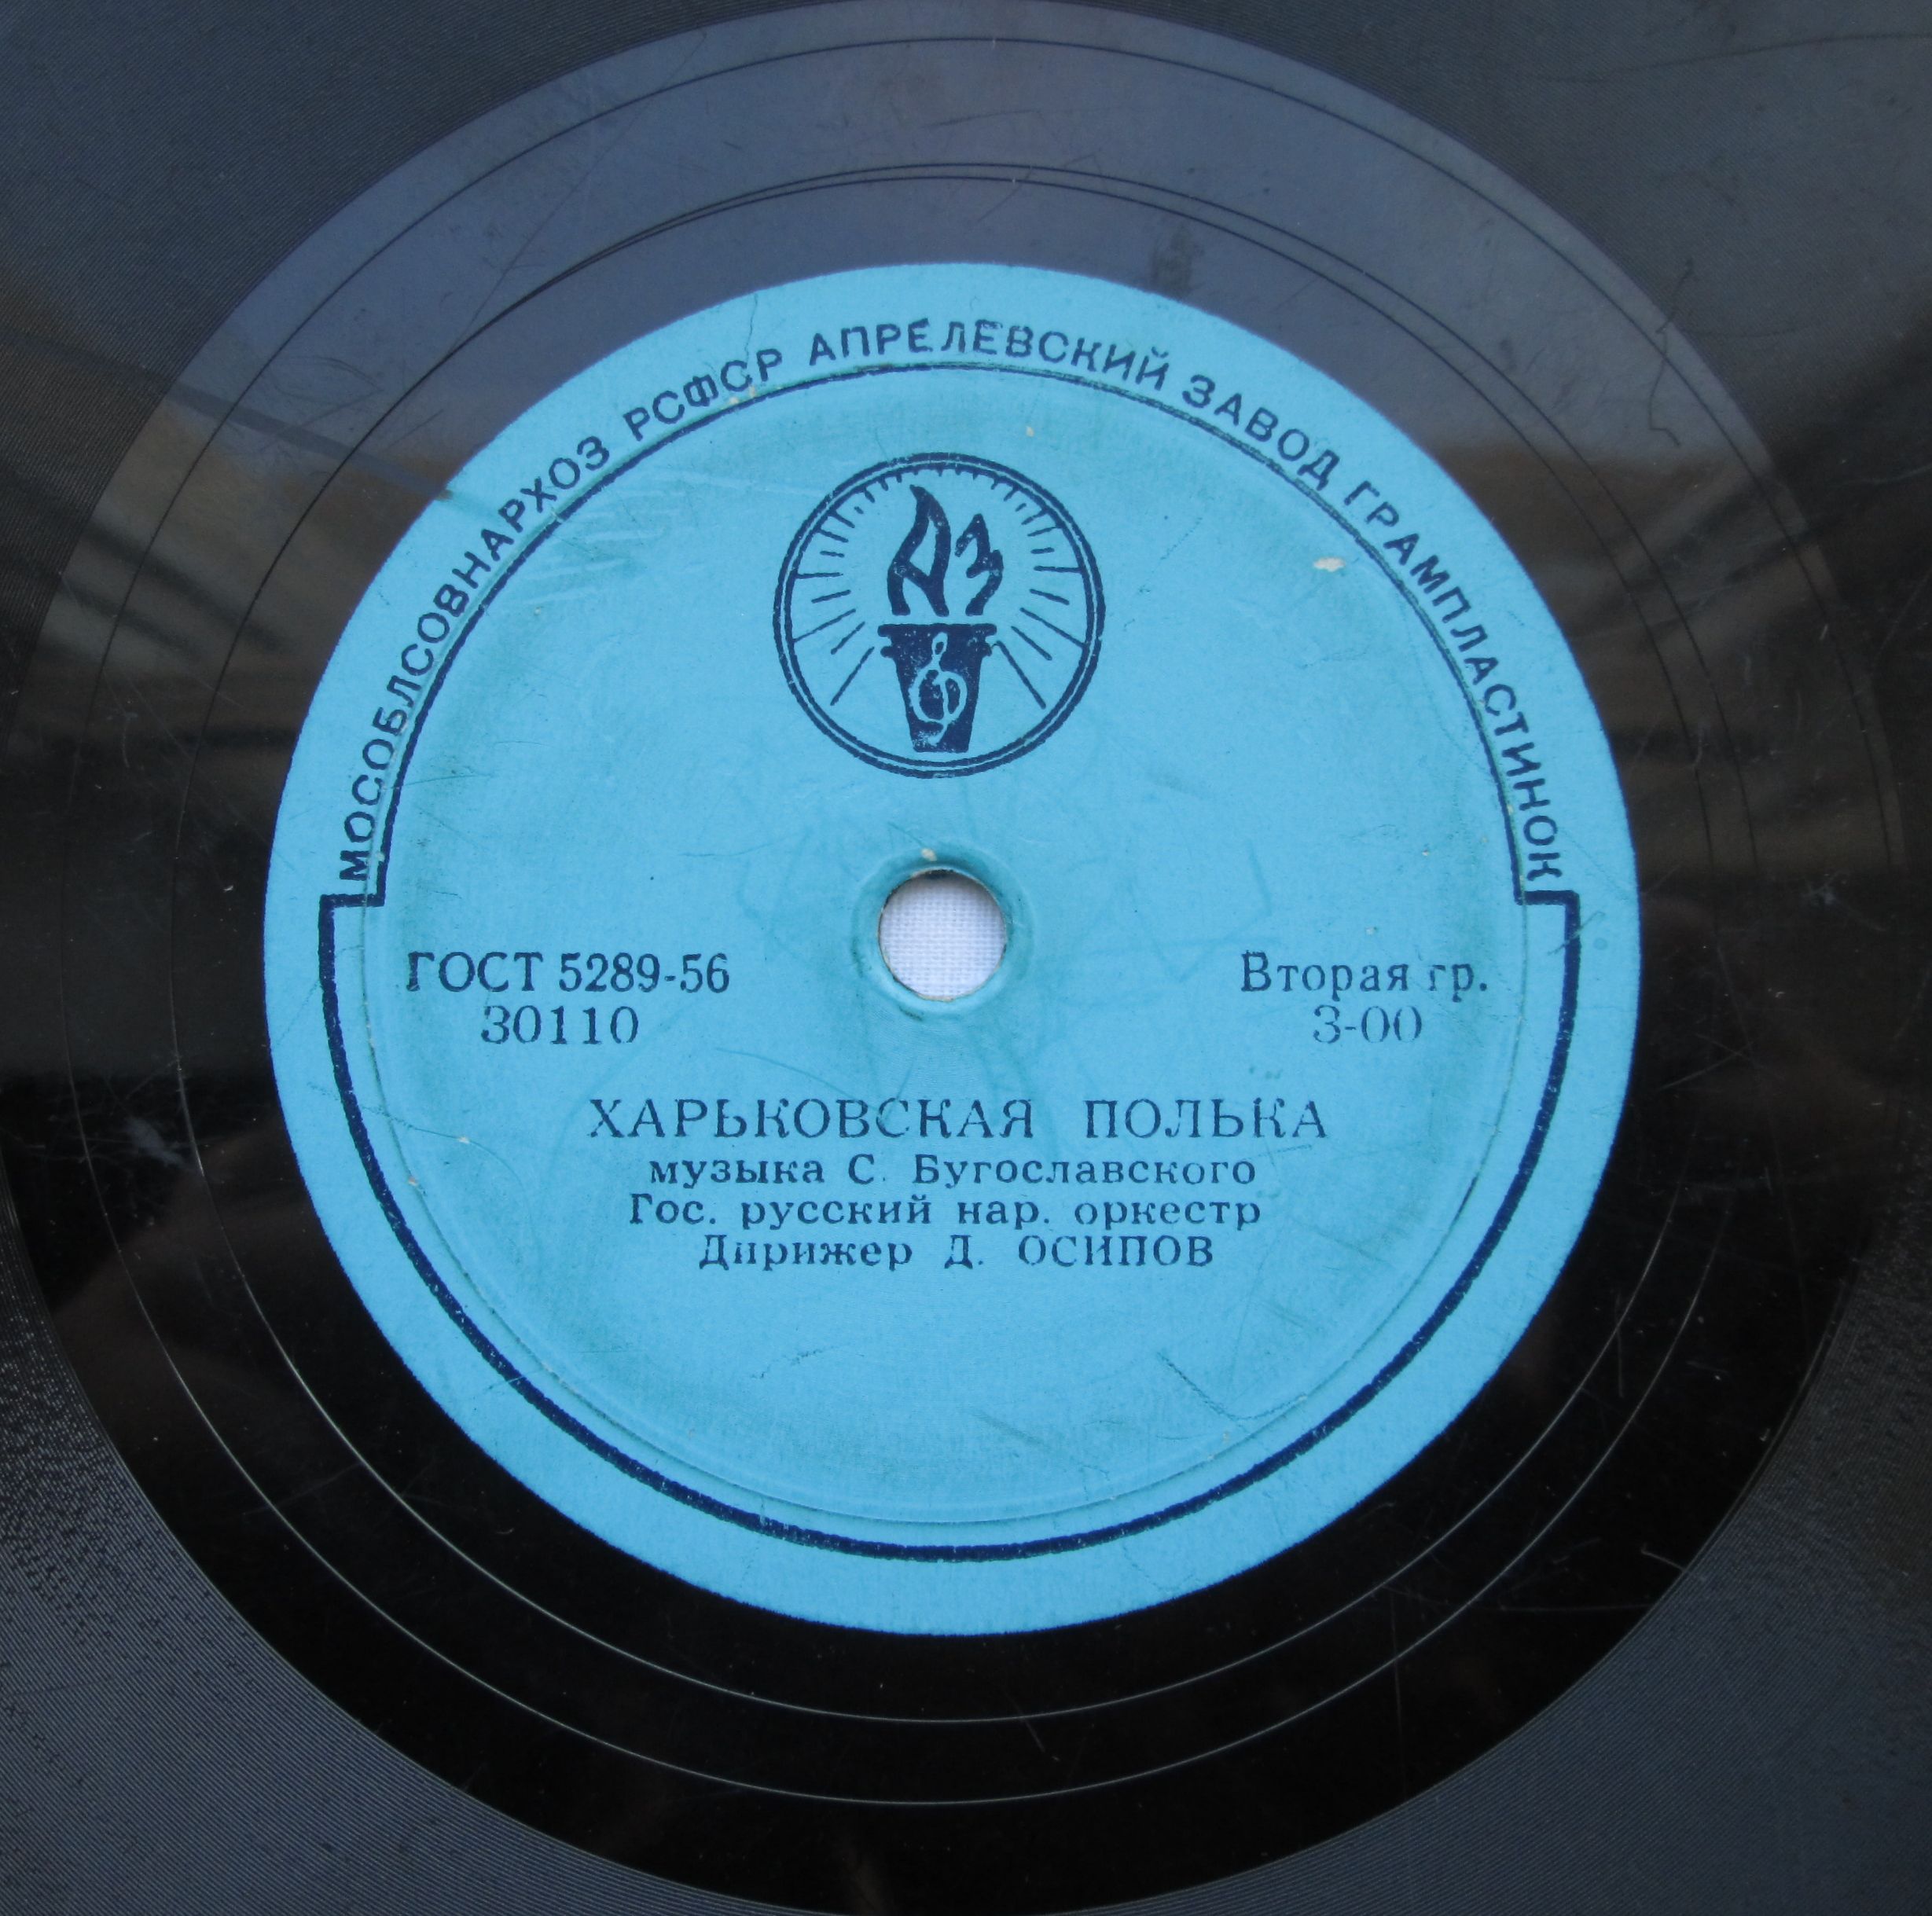 МОСОБЛСОВНАРХОЗ РСФСР АПРЕЛЕВСКИЙ ЗАВОД ГРАМПЛАСТИНОК
АЗ
ГОСТ 5289-56
30110
Вторая гр.
3-00
ХАРЬКОВСКАЯ ПОЛЬКА
музыка С. Бугославского
Гос. русский нар. оркестр
Дирижер Д. ОСИПОВ